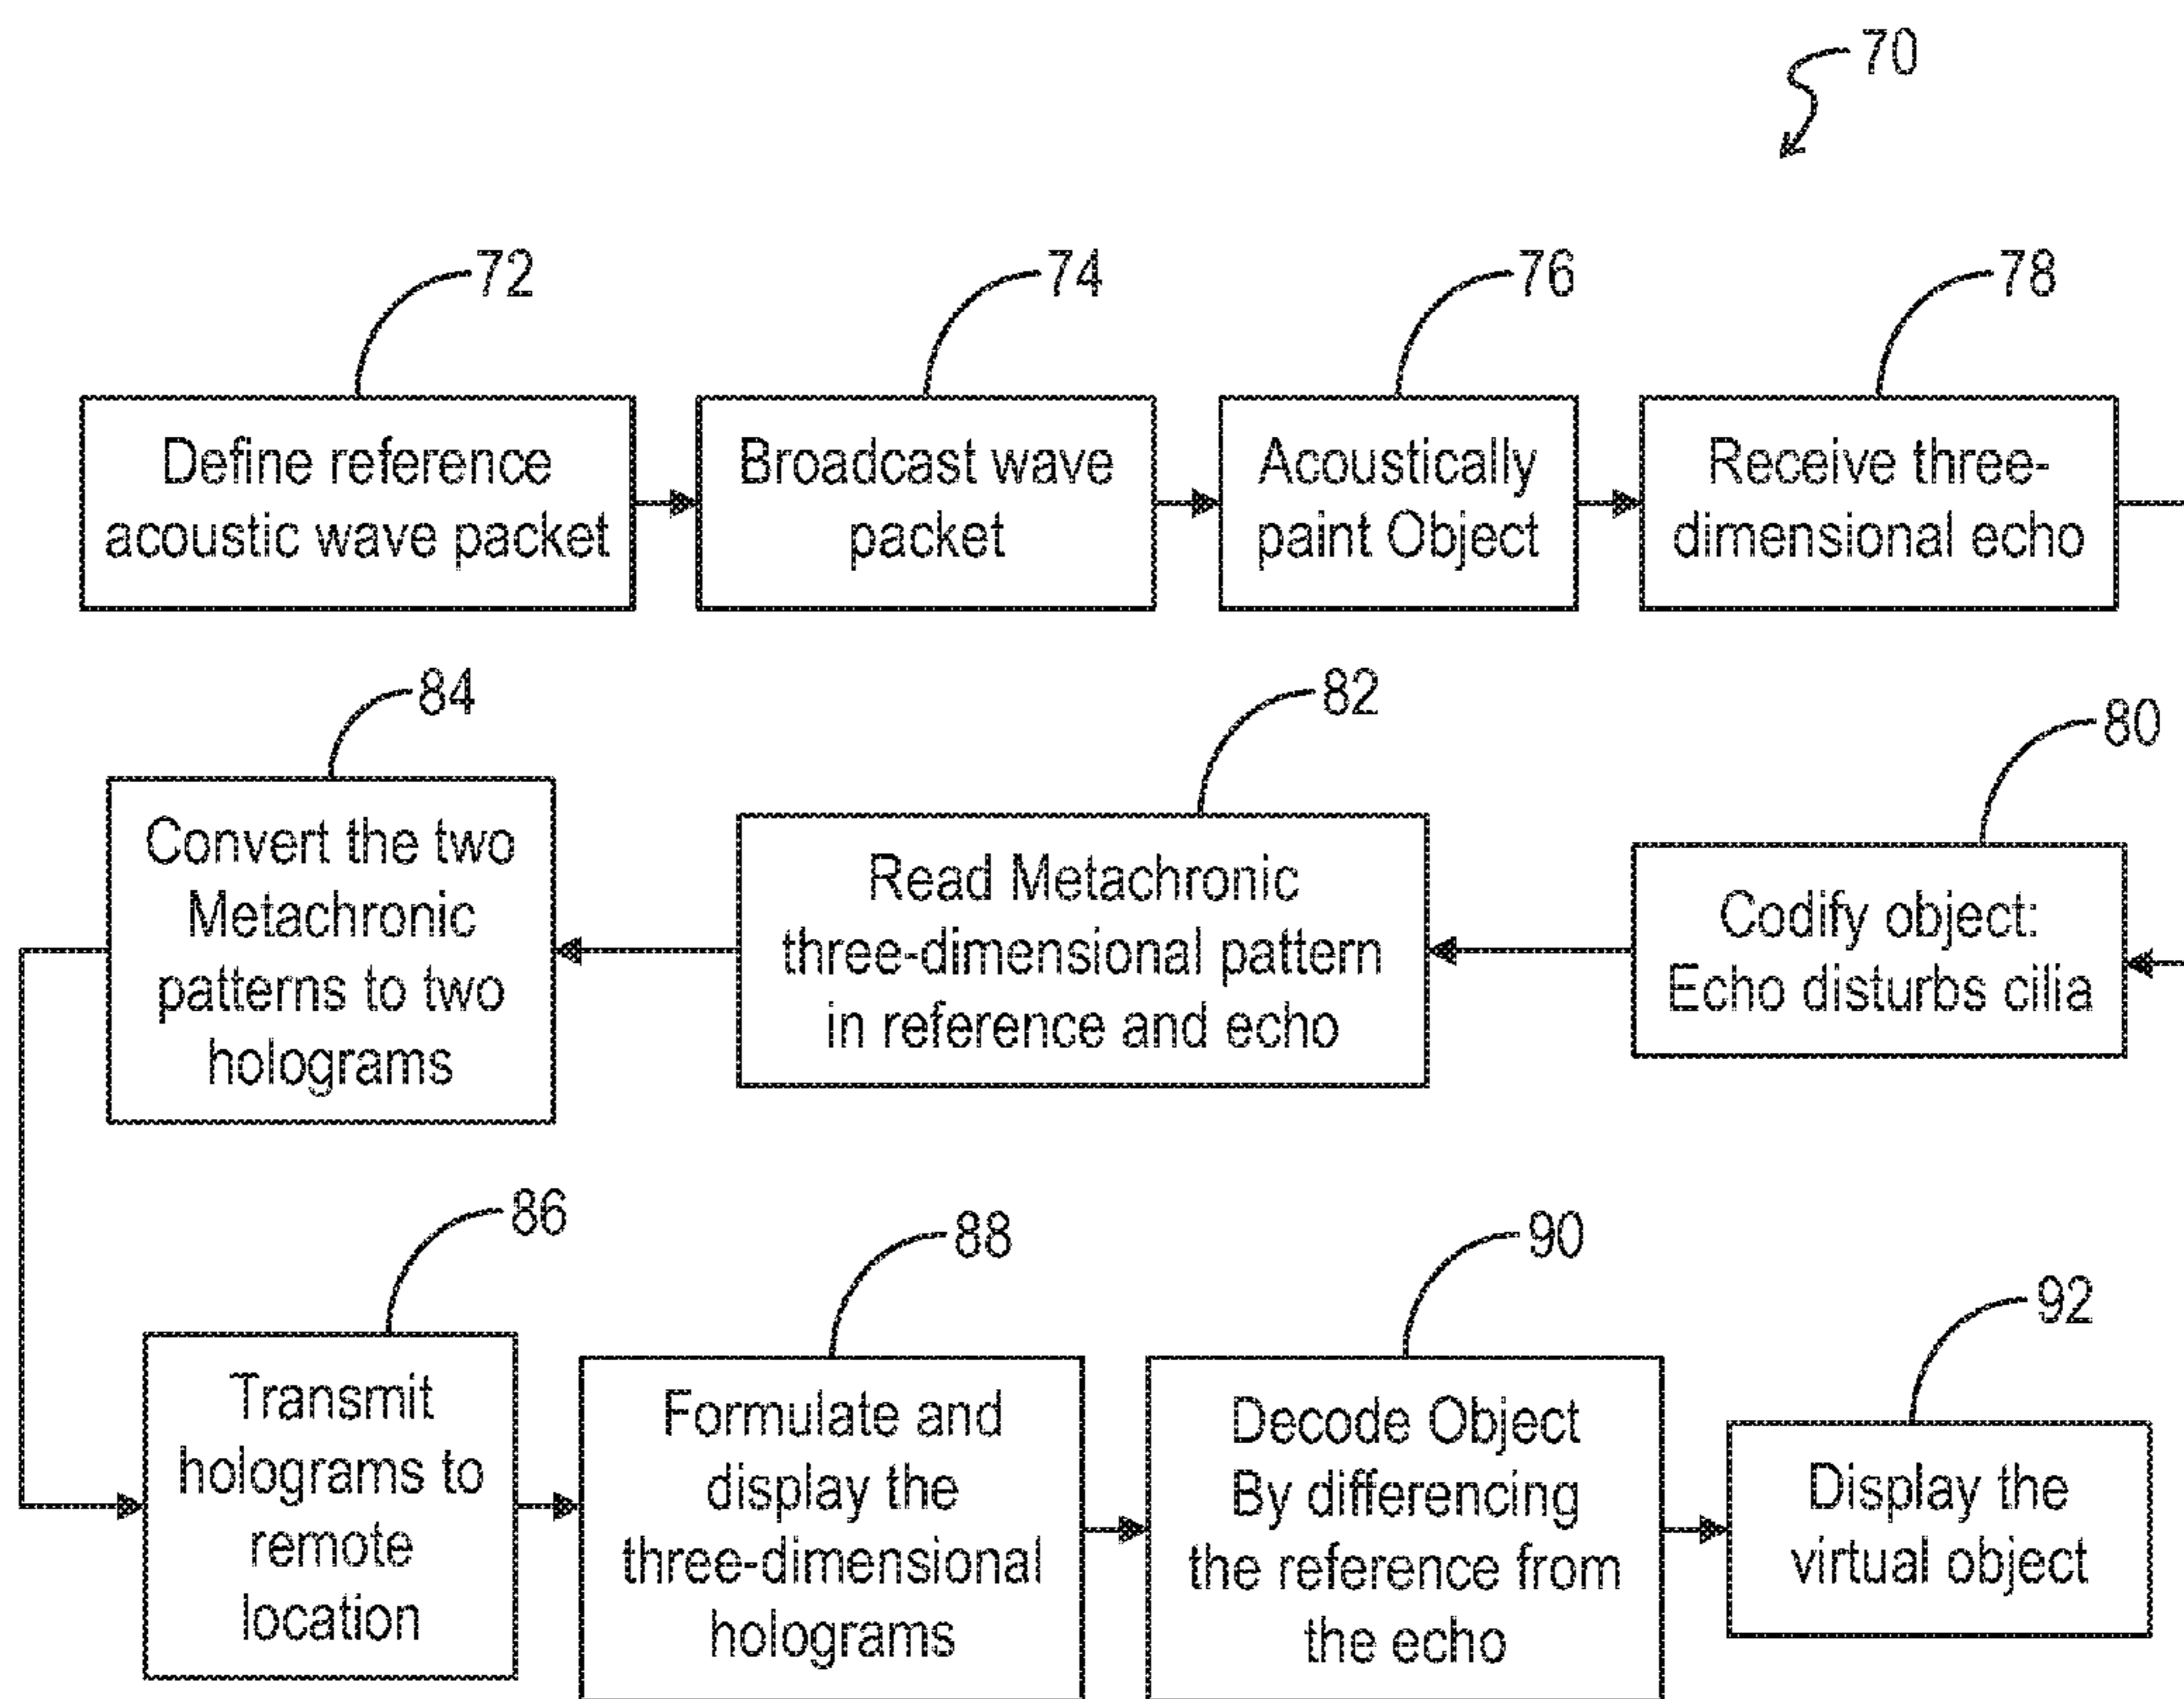 70
72
Define reference
acoustic wave packet
74
Broadcast wave
packet
76
Acoustically
paint Object
78
Receive three-
dimensional echo
80
Codify object:
Echo disturbs cilia
82
Read Metachronic
three-dimensional pattern
in reference and echo
84
Convert the two
Metachronic
patterns to two
holograms
86
Transmit
holograms to
remote
location
88
Formulate and
display the
three-dimensional
holograms
90
Decode Object
By differencing
the reference from
the echo
92
Display the
virtual object